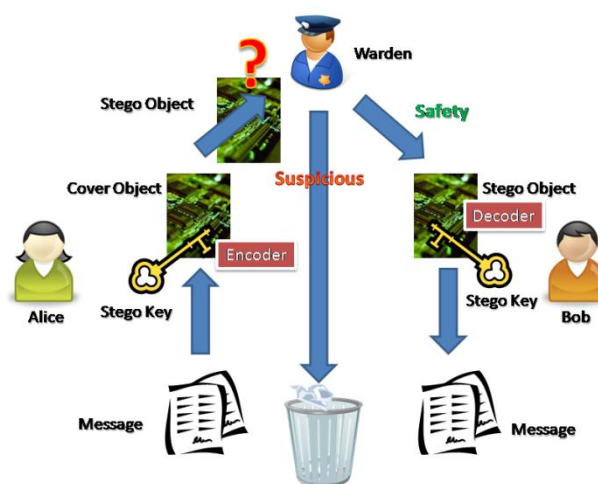 ?
Warden
Stego Object
Safety
Cover Object
Suspicious
Stego Object
Decoder
Encoder
Stego Key
Stego Key
Alice
Bob
Message
Message